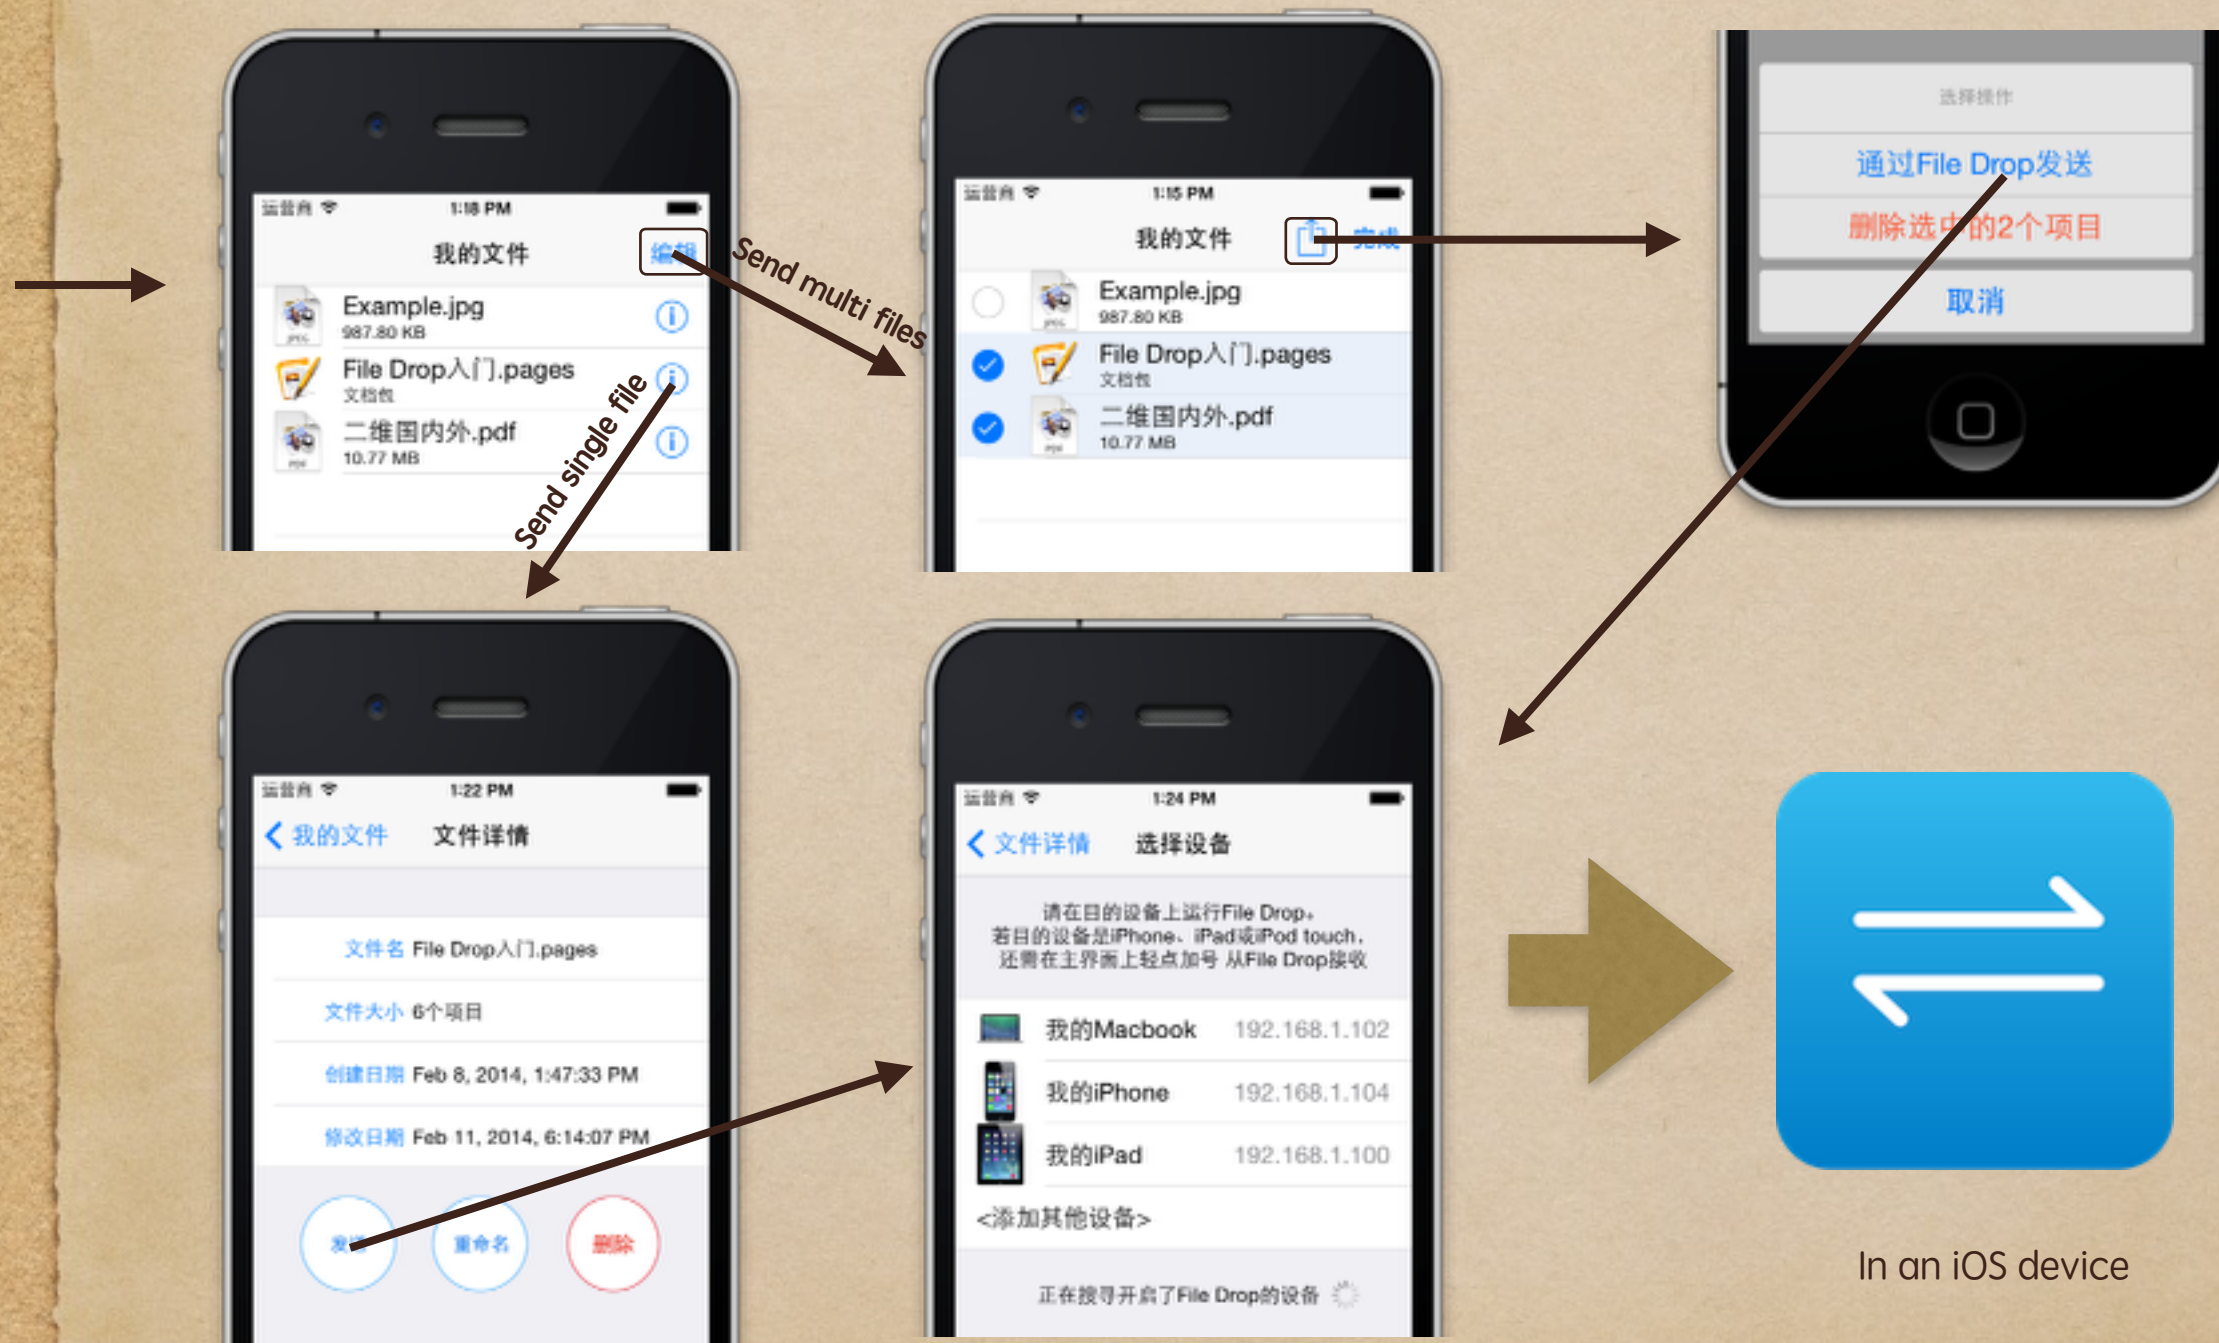 运营商 1:18 PM
我的文件 编辑
Example.jpg
987.80 KB
JPEG
File Drop入门.pages
文档包
二维国内外.pdf
10.77 MB
PDF
Send multi files
Send single file
运营商 1:15 PM
我的文件 完成
Example.jpg
987.80 KB
JPEG
File Drop入门.pages
文档包
二维国内外.pdf
10.77 MB
PDF
选择操作
通过File Drop发送
删除选中的2个项目
取消
运营商 1:22 PM
我的文件 文件详情
文件名 File Drop入门.pages
文件大小 6个项目
创建日期 Feb 8, 2014, 1:47:33 PM
修改日期 Feb 11, 2014, 6:14:07 PM
发送 重命名 删除
运营商 1:24 PM
文件详情 选择设备
请在目的设备上运行File Drop。
若目的设备是iPhone、iPad或iPod touch，
还需在主界面上轻点加号 从File Drop接收
我的Macbook 192.168.1.102
我的iPhone 192.168.1.104
我的iPad 192.168.1.100
<添加其他设备>
正在搜寻开启了File Drop的设备
In an iOS device